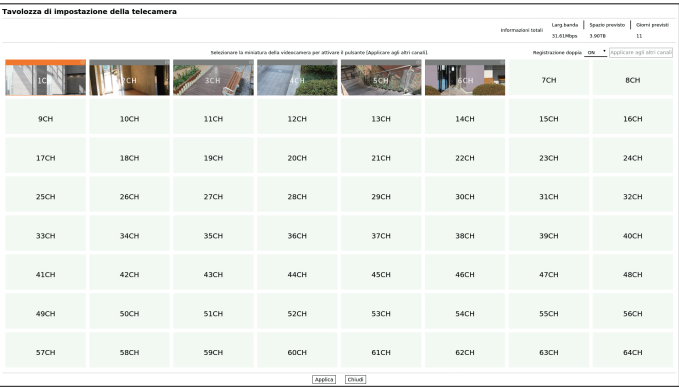 Tavolozza di impostazione della telecamera
Informazioni totali
Larg.banda Spazio previsto Giorni previsti
31.61Mbps 3.90TB 11
Selezionare la miniatura della videocamera per attivare il pulsante [Applicare agli altri canali].
Registrazione doppia ON Applicare agli altri canali
1CH 2CH 3CH 4CH 5CH 6CH 7CH 8CH
9CH 10CH 11CH 12CH 13CH 14CH 15CH 16CH
17CH 18CH 19CH 20CH 21CH 22CH 23CH 24CH
25CH 26CH 27CH 28CH 29CH 30CH 31CH 32CH
33CH 34CH 35CH 36CH 37CH 38CH 39CH 40CH
41CH 42CH 43CH 44CH 45CH 46CH 47CH 48CH
49CH 50CH 51CH 52CH 53CH 54CH 55CH 56CH
57CH 58CH 59CH 60CH 61CH 62CH 63CH 64CH
Applica Chiudi